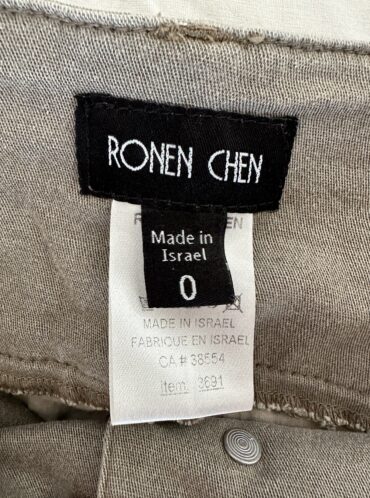 RONEN CHEN
Made in
Israel
0
MADE IN ISRAEL
FABRIQUE EN ISRAEL
CA # 38554
Item: 3691